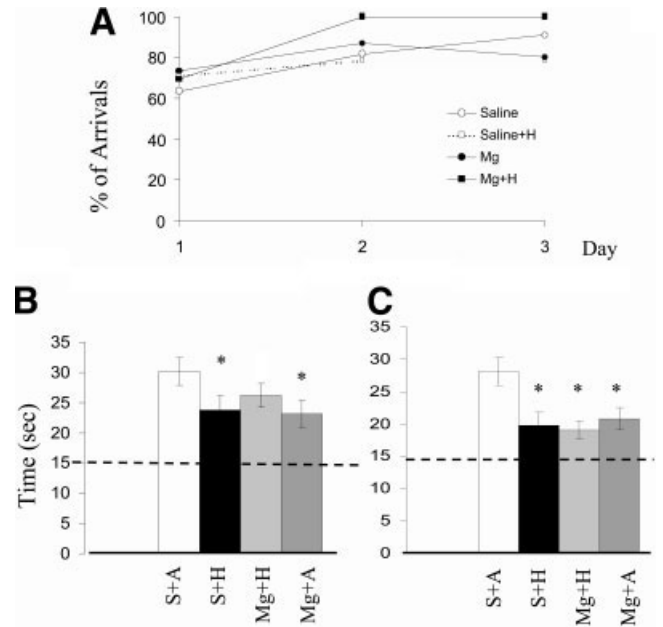 A
100
80
60
40
20
0
% of Arrivals
1 2 3 Day
Saline
Saline+H
Mg
Mg+H
B
35
30
25
20
15
10
5
0
Time (sec)
* *
S+A S+H Mg+H Mg+A
C
35
30
25
20
15
10
5
0
* * *
S+A S+H Mg+H Mg+A